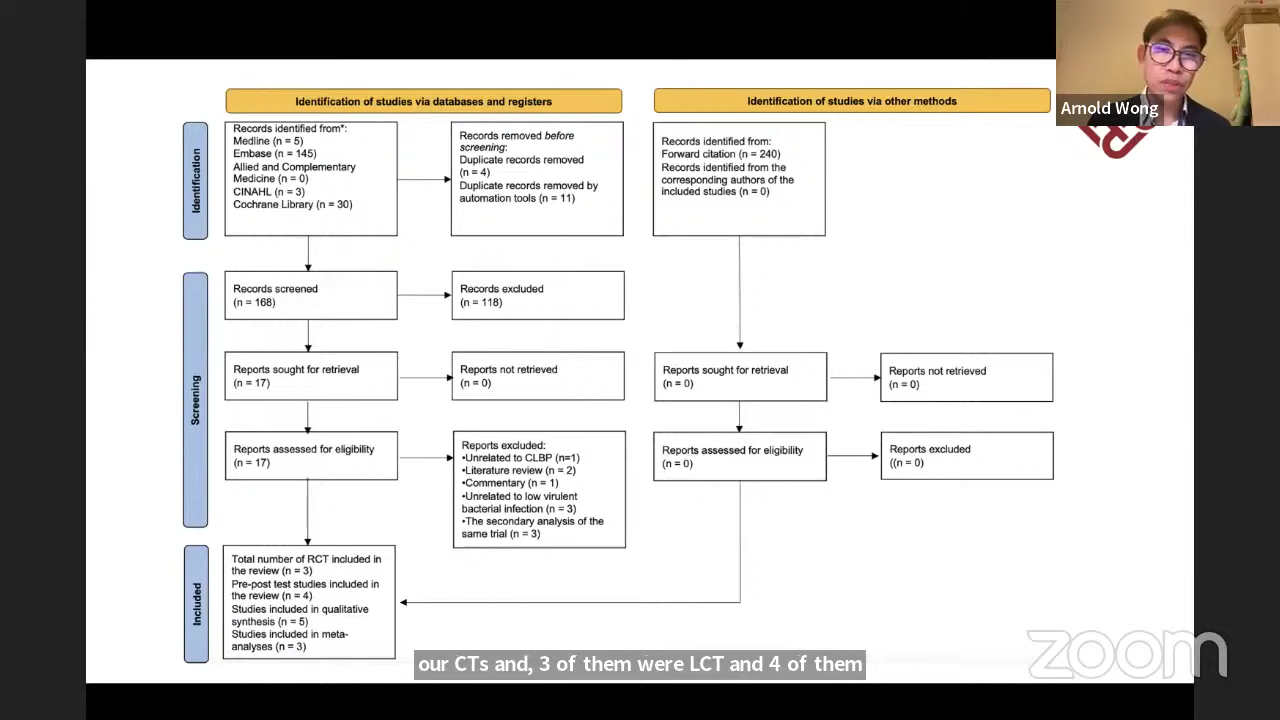 Arnold Wong
Identification of studies via databases and registers
Identification of studies via other methods
Identification
Records identified from*:
Medline (n = 5)
Embase (n = 145)
Allied and Complementary
Medicine (n = 0)
CINAHL (n = 3)
Cochrane Library (n = 30)
Records removed before
screening:
Duplicate records removed
(n = 4)
Duplicate records removed by
automation tools (n = 11)
Records identified from:
Forward citation (n = 240)
Records identified from the
corresponding authors of the
included studies (n = 0)
Screening
Records screened
(n = 168)
Records excluded
(n = 118)
Reports sought for retrieval
(n = 17)
Reports not retrieved
(n = 0)
Reports sought for retrieval
(n = 0)
Reports not retrieved
(n = 0)
Reports assessed for eligibility
(n = 17)
Reports excluded:
•Unrelated to CLBP (n=1)
•Literature review (n = 2)
•Commentary (n = 1)
•Unrelated to low virulent
bacterial infection (n = 3)
•The secondary analysis of the
same trial (n = 3)
Reports assessed for eligibility
(n = 0)
Reports excluded
((n = 0)
Included
Total number of RCT included in
the review (n = 3)
Pre-post test studies included in
the review (n = 4)
Studies included in qualitative
synthesis (n = 5)
Studies included in meta-
analyses (n = 3)
our CTs and, 3 of them were LCT and 4 of them
zoom